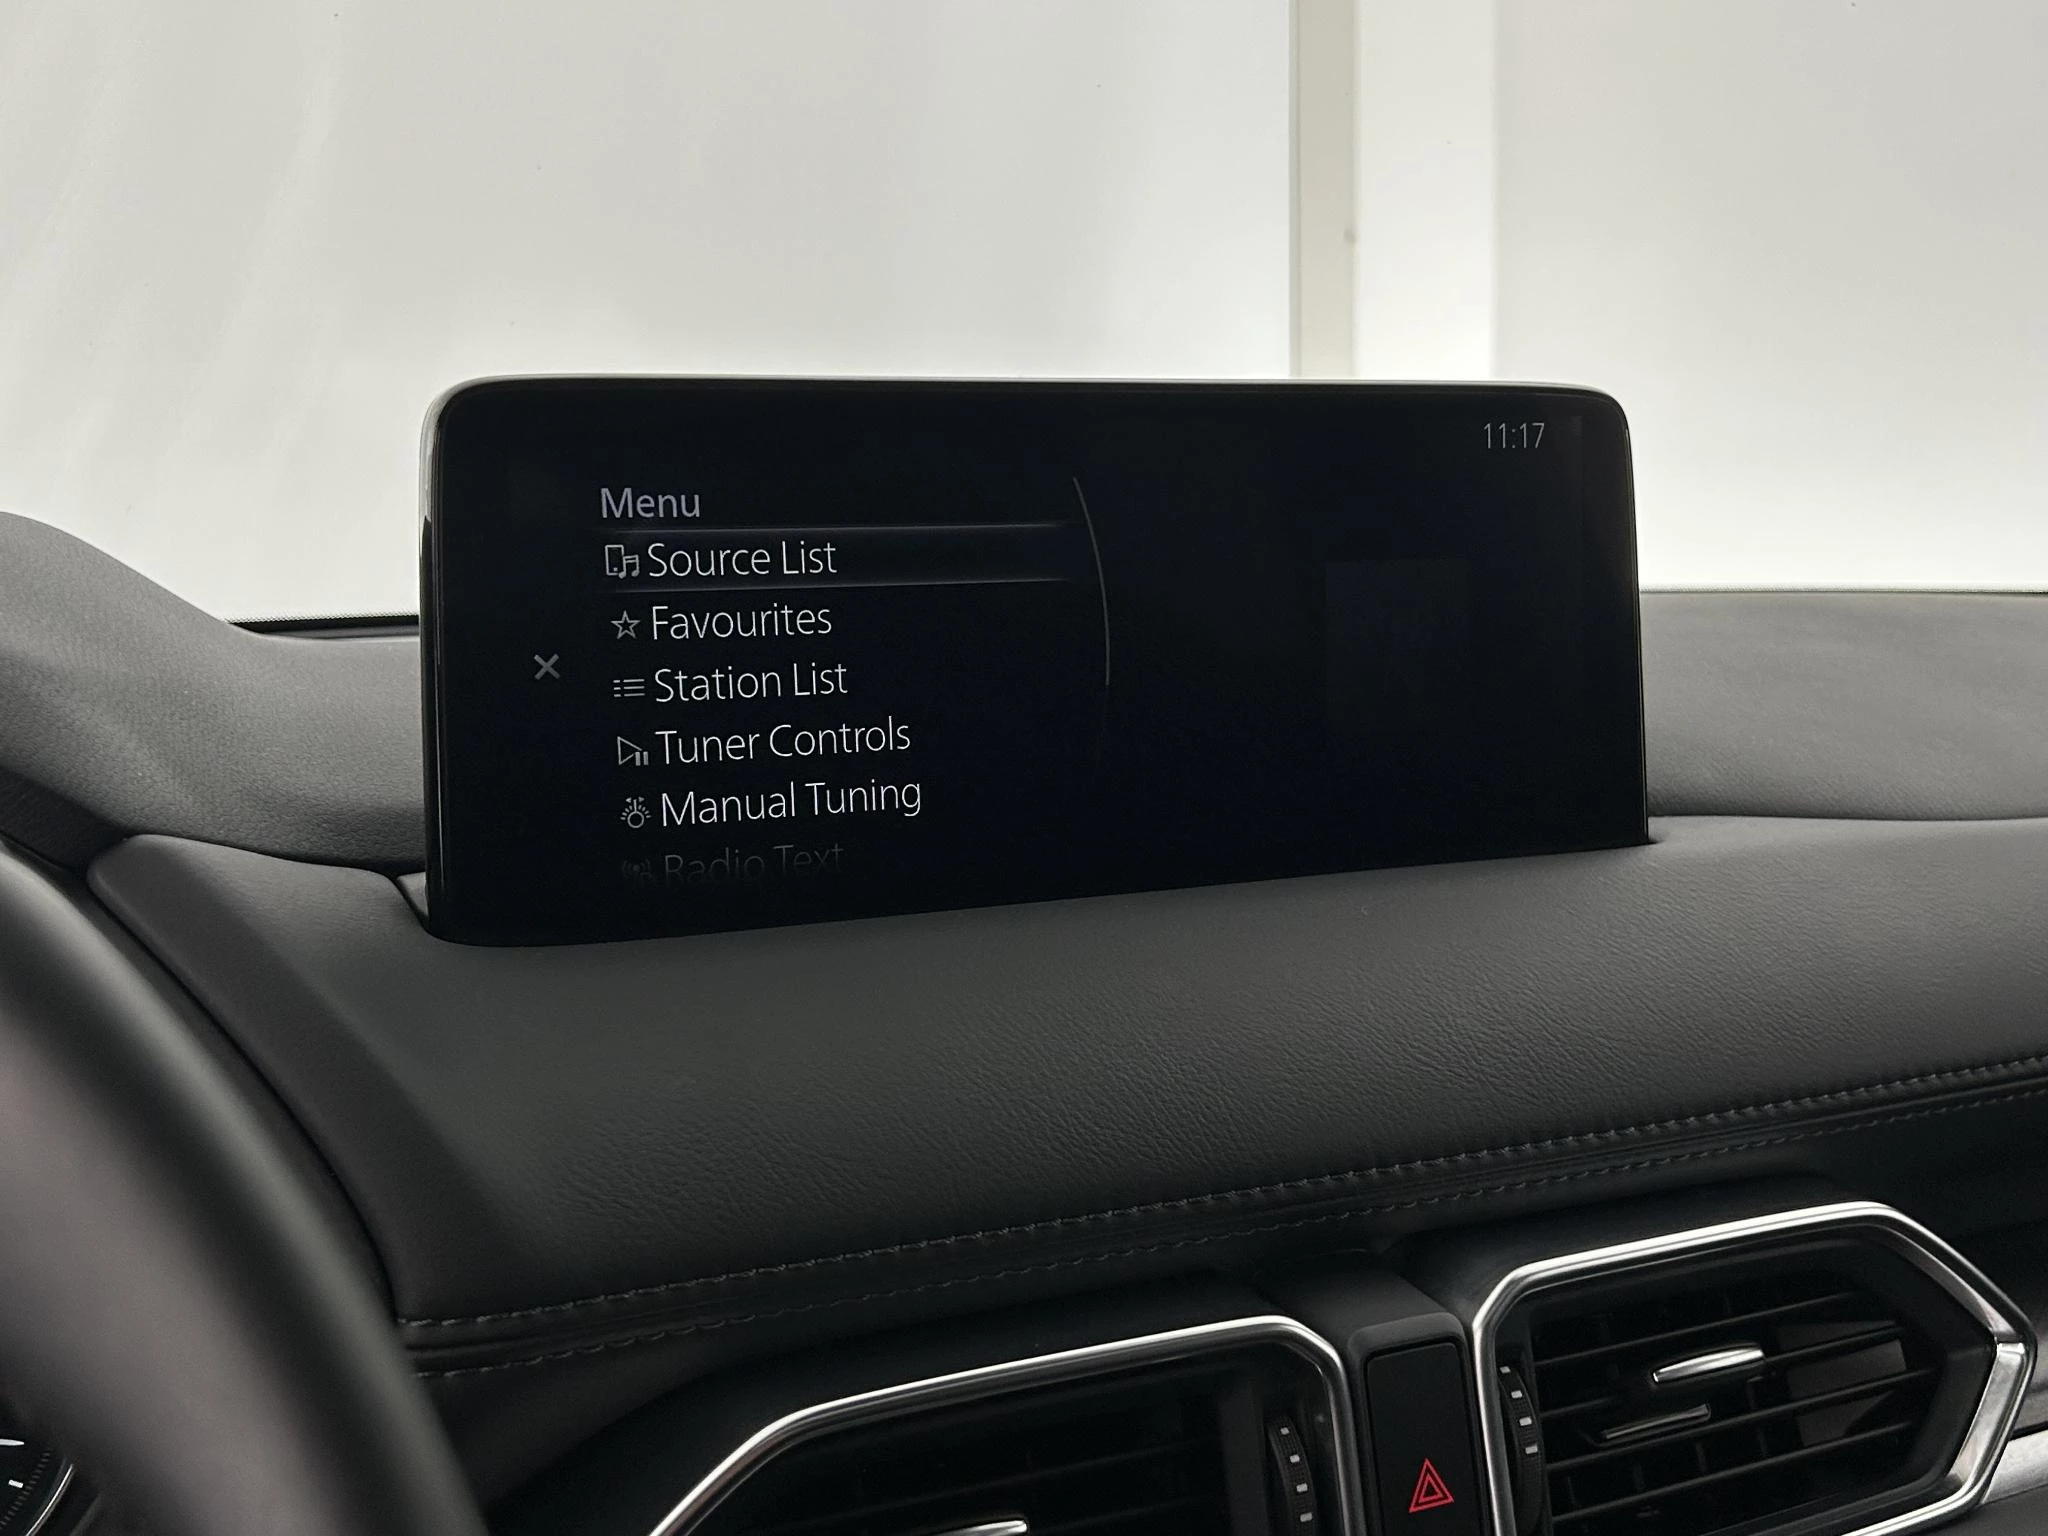 11:17
Menu
Source List
Favourites
Station List
Tuner Controls
Manual Tuning
Radio Text